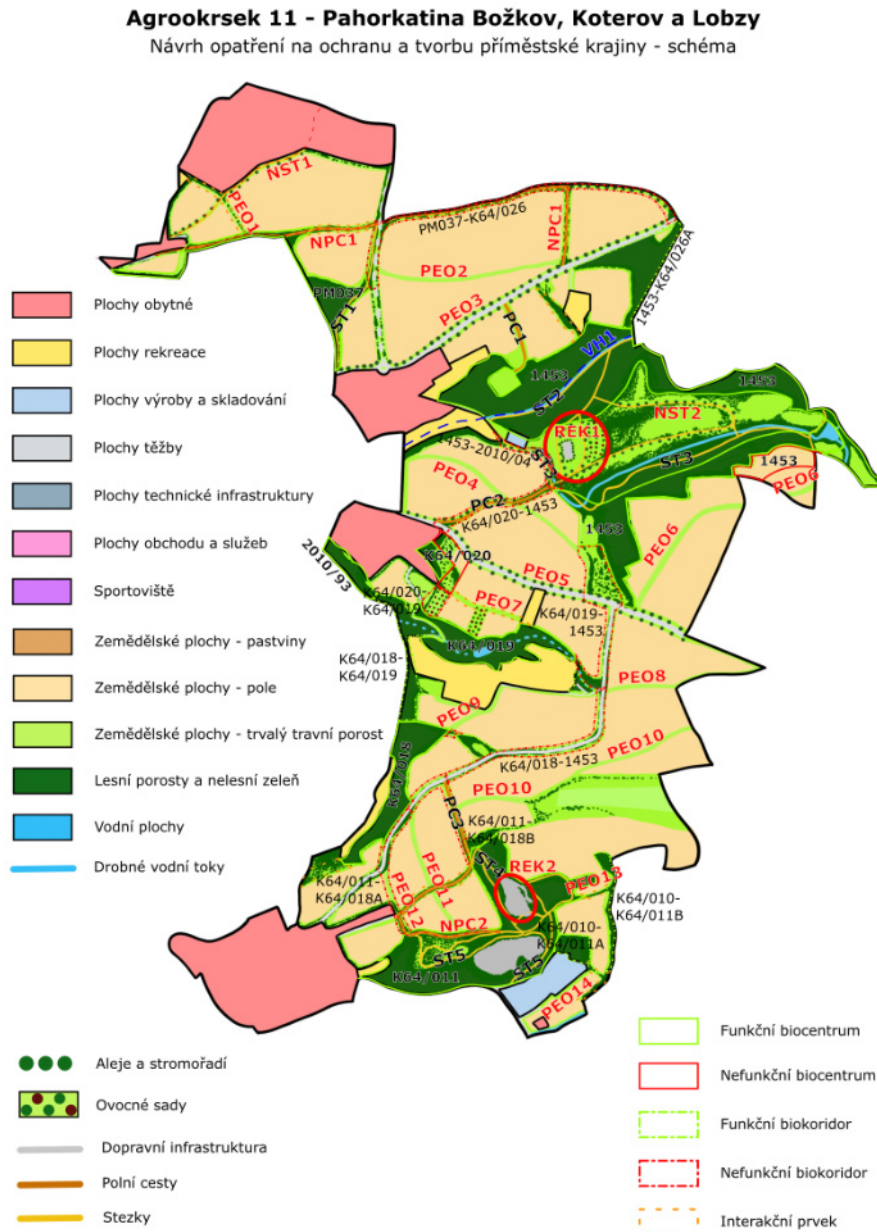 Agrookrsek 11 - Pahorkatina Božkov, Koterov a Lobzy
Návrh opatření na ochranu a tvorbu příměstské krajiny - schéma
NST1
PEO1
NPC1
PM037-K64/026
NPC1
PEO2
PM037
ST1
PEO3
1453-K64/026A
PC1
VH1
1453
1453
ST2
NST2
REK1
1453-2010/04
ST3
ST3
1453
PEO6
PEO4
PC2
K64/020-1453
1453
PEO6
2010/93
K64/020
PEO5
K64/020-
K64/019
PEO7
K64/019-
1453
K64/019
K64/018-
K64/019
PEO8
PEO9
PEO10
K64/018
K64/018-1453
PEO10
PC3
K64/011-
K64/018B
ST4
REK2
PEO13
K64/011-
K64/018A
PEO11
PEO12
K64/010-
K64/011B
NPC2
K64/010-
K64/011A
ST5
ST5
K64/011
PEO14
Plochy obytné
Plochy rekreace
Plochy výroby a skladování
Plochy těžby
Plochy technické infrastruktury
Plochy obchodu a služeb
Sportoviště
Zemědělské plochy - pastviny
Zemědělské plochy - pole
Zemědělské plochy - trvalý travní porost
Lesní porosty a nelesní zeleň
Vodní plochy
Drobné vodní toky
Aleje a stromořadí
Ovocné sady
Dopravní infrastruktura
Polní cesty
Stezky
Funkční biocentrum
Nefunkční biocentrum
Funkční biokoridor
Nefunkční biokoridor
Interakční prvek